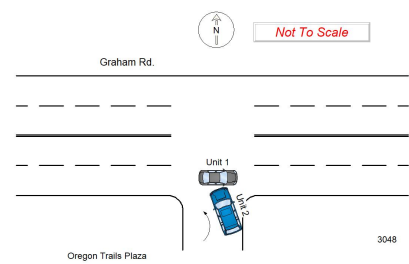 N
Not To Scale
Graham Rd.
Unit 1
Unit 2
3048
Oregon Trails Plaza